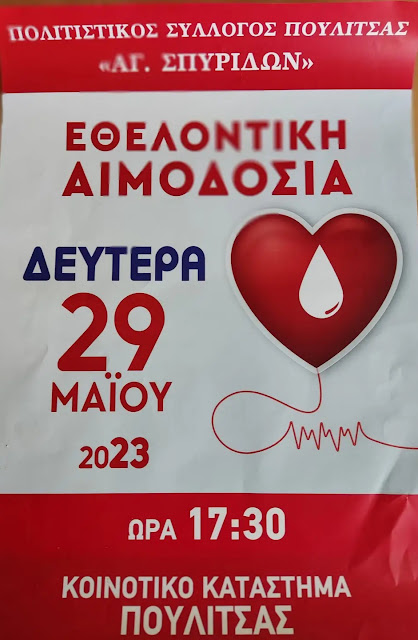 ΠΟΛΙΤΙΣΤΙΚΟΣ ΣΥΛΛΟΓΟΣ ΠΟΥΛΙΤΣΑΣ
«ΑΓ. ΣΠΥΡΙΔΩΝ»
ΕΘΕΛΟΝΤΙΚΗ
ΑΙΜΟΔΟΣΙΑ
ΔΕΥΤΕΡΑ
29
ΜΑΪΟΥ
2023
ΩΡΑ 17:30
ΚΟΙΝΟΤΙΚΟ ΚΑΤΑΣΤΗΜΑ
ΠΟΥΛΙΤΣΑΣ